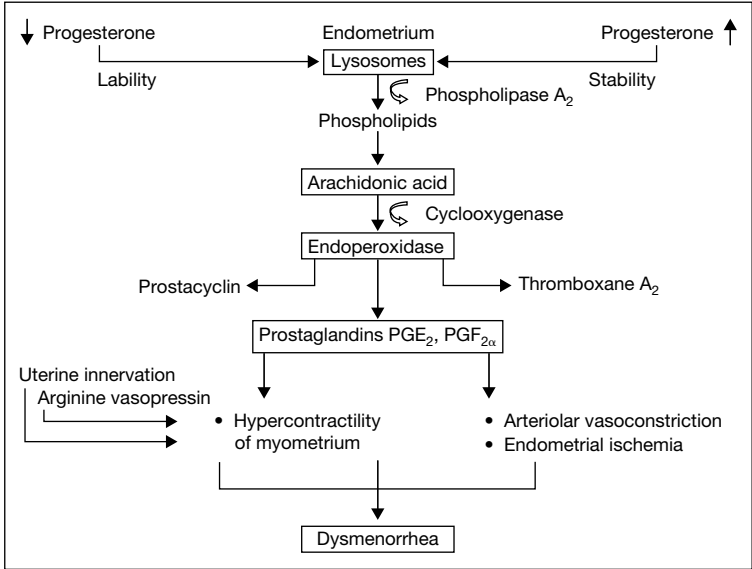 ↓ Progesterone
Endometrium
Progesterone ↑
Lysosomes
Lability
Stability
Phospholipase A₂
Phospholipids
Arachidonic acid
Cyclooxygenase
Endoperoxidase
Prostacyclin
Thromboxane A₂
Prostaglandins PGE₂, PGF₂α
Uterine innervation
Arginine vasopressin
• Hypercontractility
of myometrium
• Arteriolar vasoconstriction
• Endometrial ischemia
Dysmenorrhea